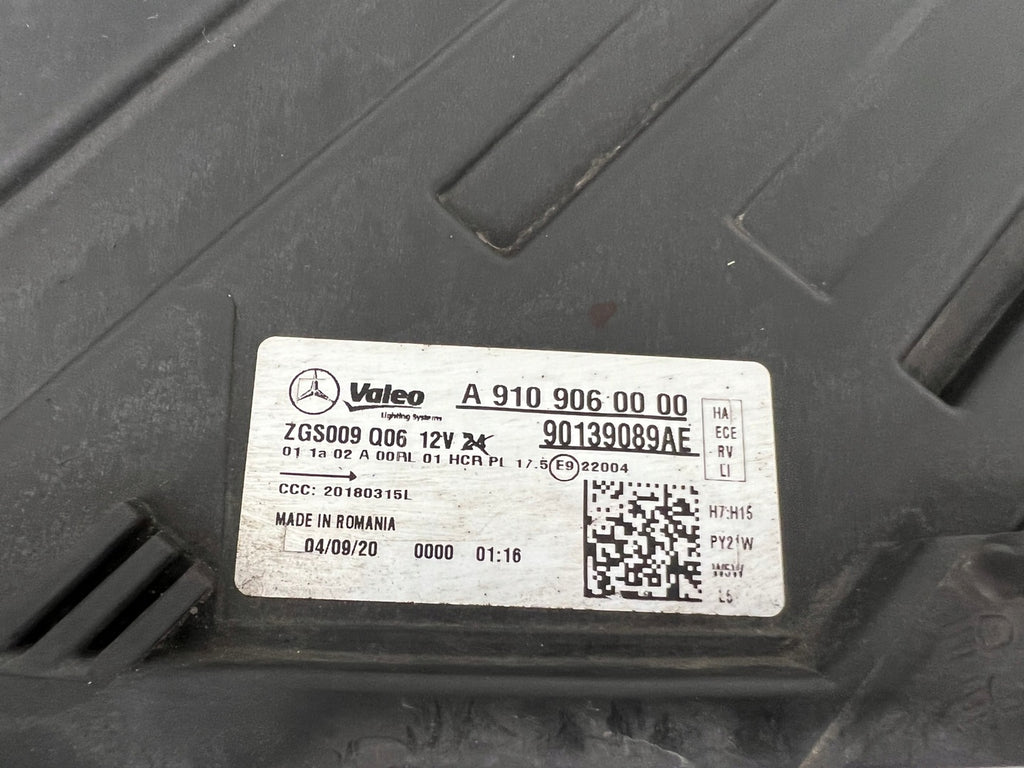 Valeo A 910 906 00 00
Lighting Systems
ZGS009 Q06 12V 24 90139089AE
01 1a 02 A 00RL 01 HCR PL 17.5 E9 22004
CCC: 20180315L
MADE IN ROMANIA
04/09/20 0000 01:16
HA
ECE
RV
LI
H7:H15
PY21W
W5W